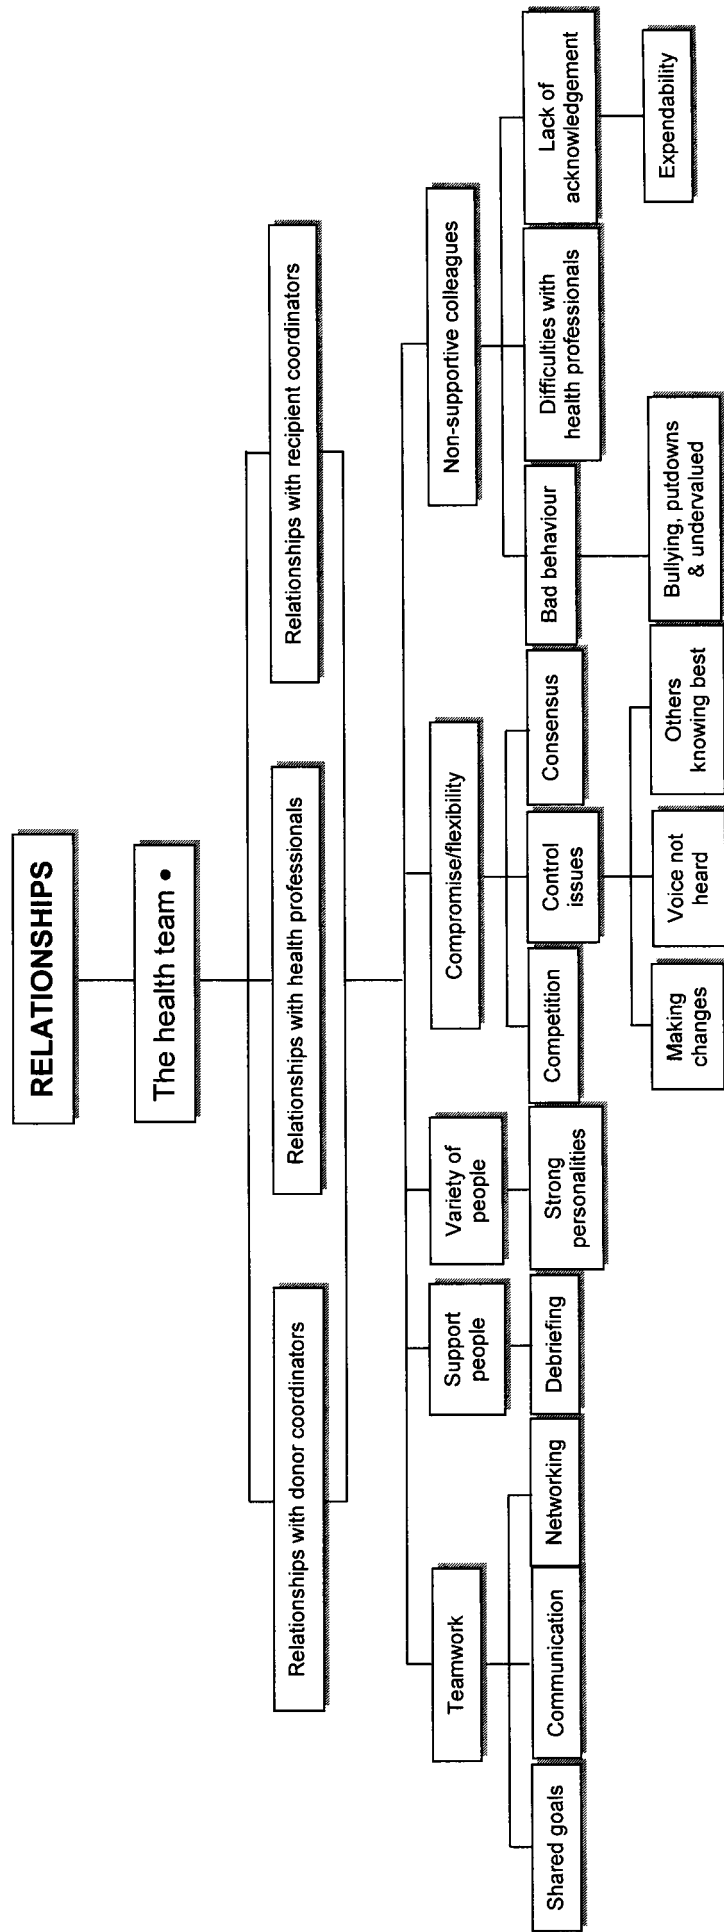 RELATIONSHIPS
The health team •
Relationships with donor coordinators
Relationships with health professionals
Relationships with recipient coordinators
Teamwork
Support
people
Variety of
people
Compromise/flexibility
Non-supportive colleagues
Shared goals
Communication
Networking
Debriefing
Strong
personalities
Competition
Control
issues
Consensus
Bad behaviour
Difficulties with
health professionals
Lack of
acknowledgement
Making
changes
Voice not
heard
Others
knowing best
Bullying, putdowns
& undervalued
Expendability